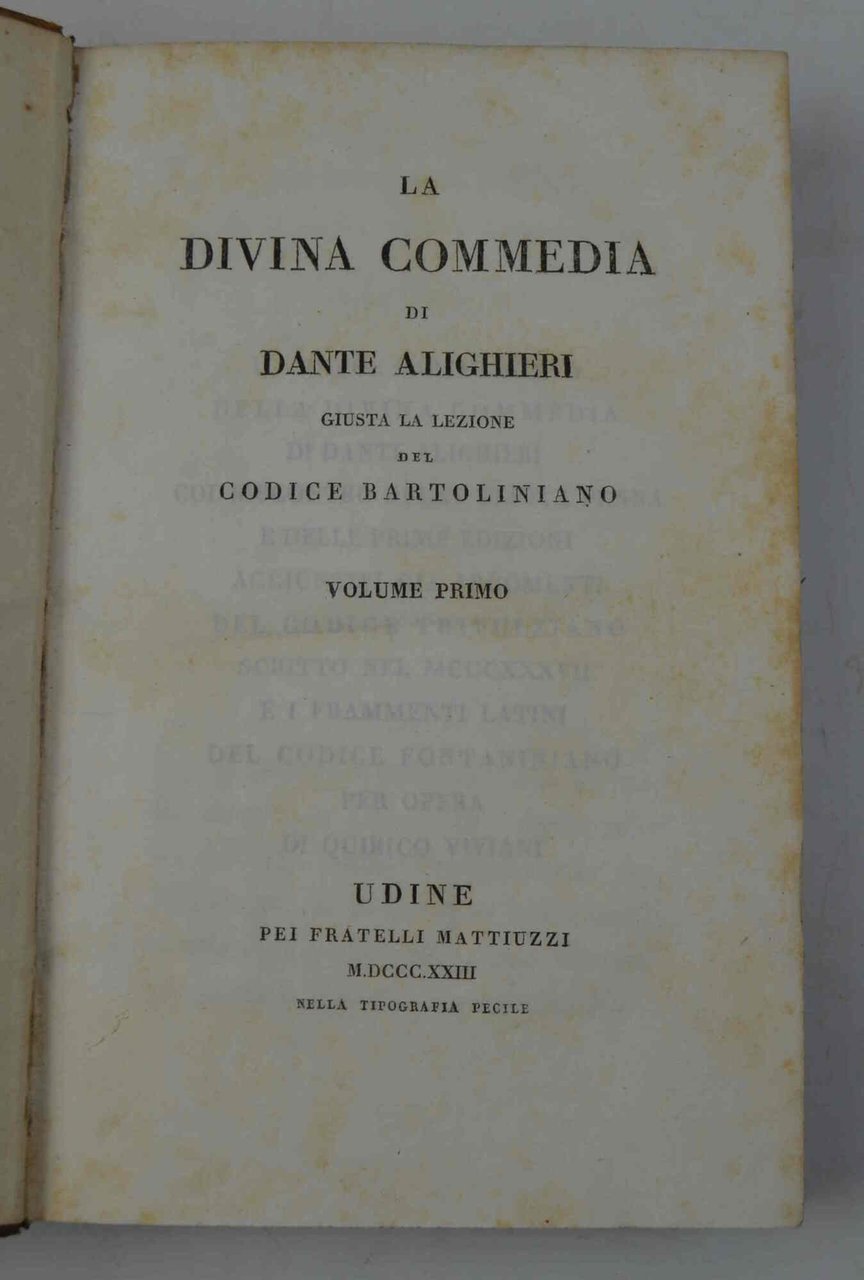 LA
DIVINA COMMEDIA
DI
DANTE ALIGHIERI
GIUSTA LA LEZIONE
DEL
CODICE BARTOLINIANO
VOLUME PRIMO
UDINE
PEI FRATELLI MATTIUZZI
M.DCCC.XXIII
NELLA TIPOGRAFIA PECILE